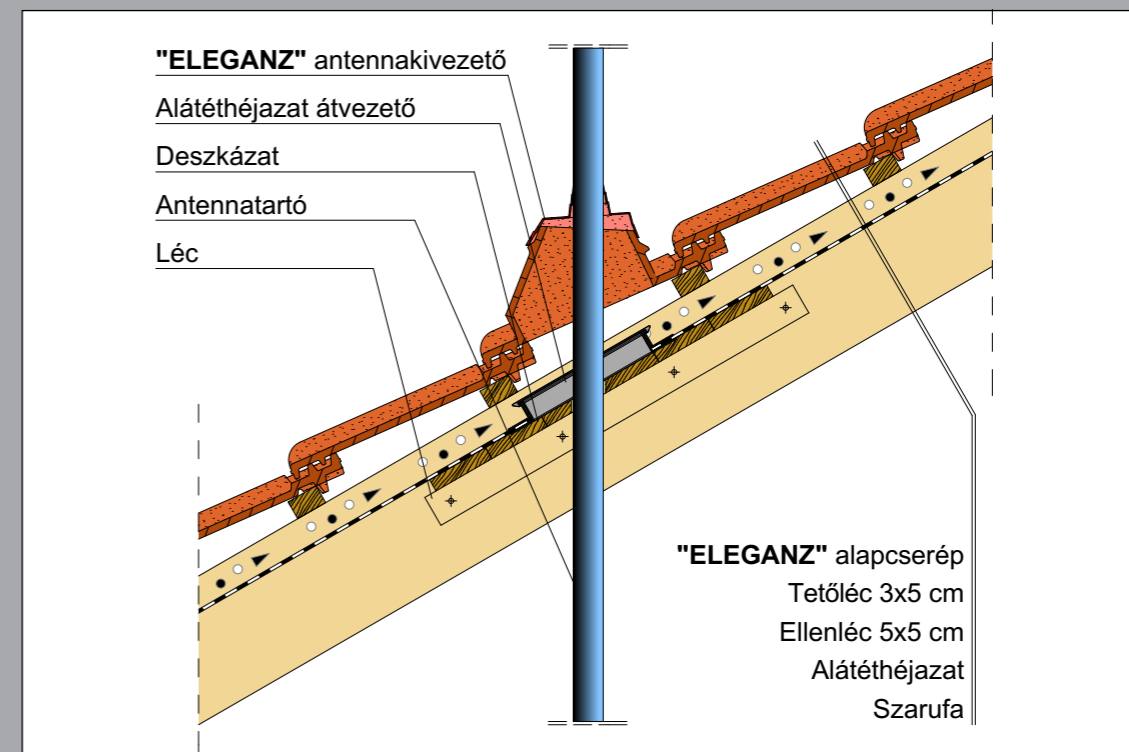 "ELEGANZ" antennakivezető
Alátéthéjazat átvezető
Deszkázat
Antennatartó
Léc
"ELEGANZ" alapcserép
Tetőléc 3x5 cm
Ellenléc 5x5 cm
Alátéthéjazat
Szarufa